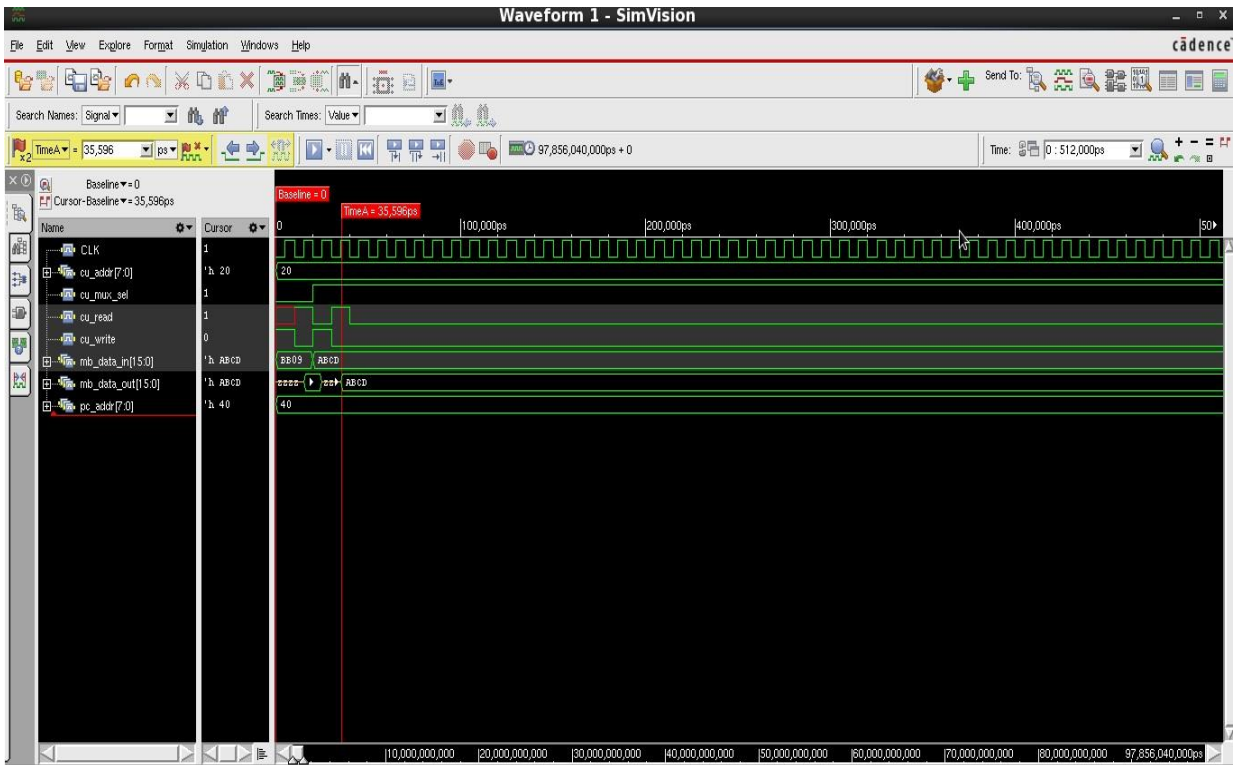 Waveform 1 - SimVision
File Edit View Explore Format Simulation Windows Help
cādence
Send To:
Search Names: Signal Search Times: Value
x2 TimeA = 35,596 ps 97,856,040,000ps + 0 Time: 0 : 512,000ps
Baseline = 0
Cursor-Baseline = 35,596ps
Baseline = 0
TimeA = 35,596ps
Name Cursor 0 100,000ps 200,000ps 300,000ps 400,000ps 50
CLK 1
cu_addr[7:0] 'h 20 20
cu_mux_sel 1
cu_read 1
cu_write 0
mb_data_in[15:0] 'h ABCD BB09 ABCD
mb_data_out[15:0] 'h ABCD zzzz zz ABCD
pc_addr[7:0] 'h 40 40
10,000,000,000 20,000,000,000 30,000,000,000 40,000,000,000 50,000,000,000 60,000,000,000 70,000,000,000 80,000,000,000 97,856,040,000ps